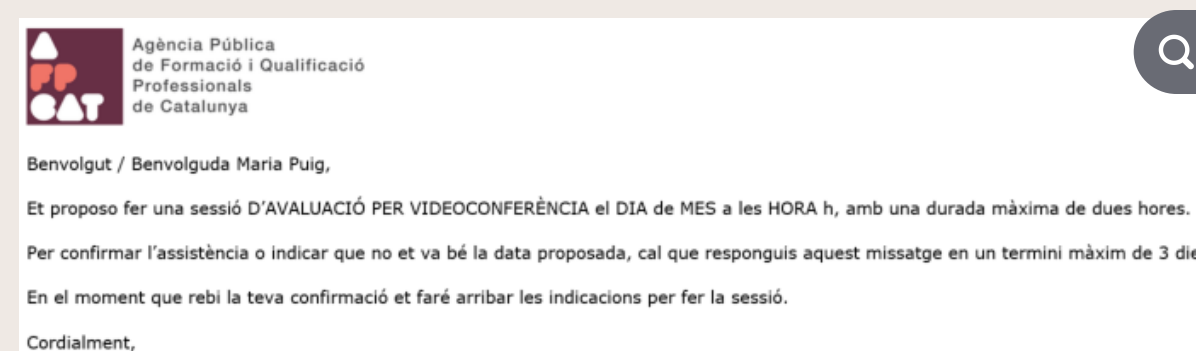 Agència Pública
de Formació i Qualificació
Professionals
de Catalunya
A
FP
CAT
Benvolgut / Benvolguda Maria Puig,
Et proposo fer una sessió D'AVALUACIÓ PER VIDEOCONFERÈNCIA el DIA de MES a les HORA h, amb una durada màxima de dues hores.
Per confirmar l'assistència o indicar que no et va bé la data proposada, cal que responguis aquest missatge en un termini màxim de 3 die
En el moment que rebi la teva confirmació et faré arribar les indicacions per fer la sessió.
Cordialment,